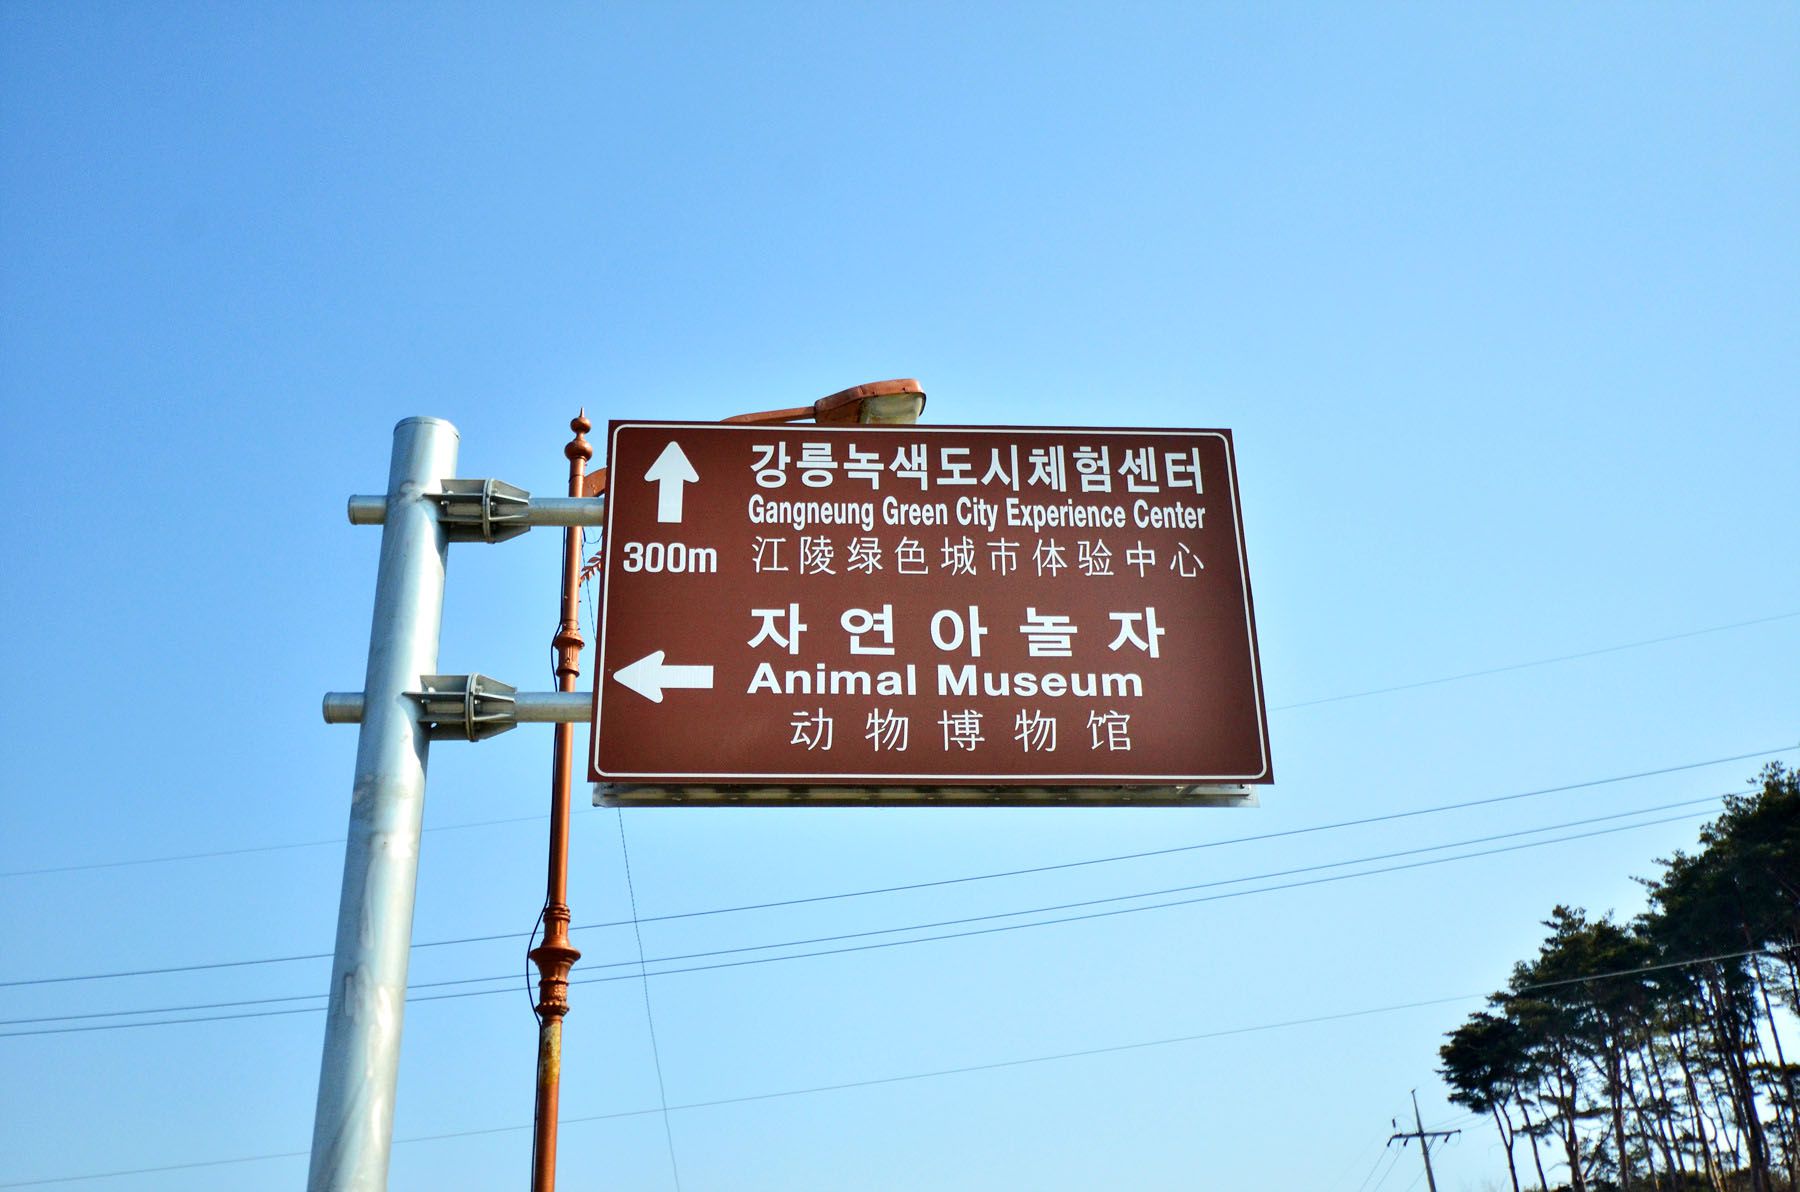 강릉녹색도시체험센터
Gangneung Green City Experience Center
300m
江陵绿色城市体验中心
자연아놀자
Animal Museum
动物博物馆